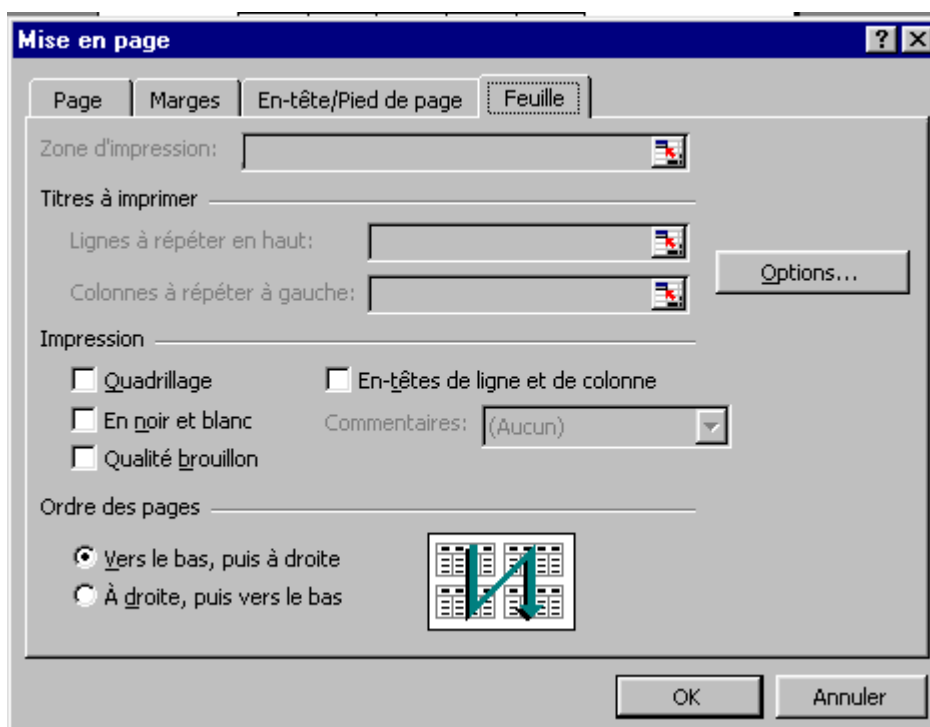 Mise en page
Page Marges En-tête/Pied de page Feuille
Zone d'impression:
Titres à imprimer
Lignes à répéter en haut:
Options...
Colonnes à répéter à gauche:
Impression
Quadrillage En-têtes de ligne et de colonne
En noir et blanc Commentaires: (Aucun)
Qualité brouillon
Ordre des pages
Vers le bas, puis à droite
À droite, puis vers le bas
OK Annuler